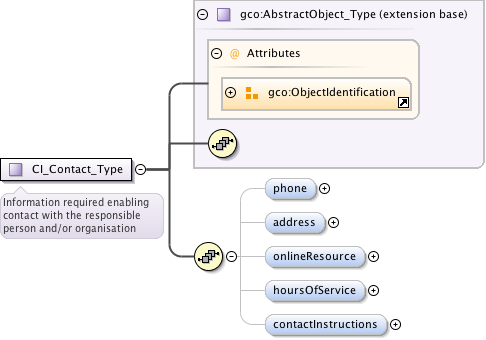 gco:AbstractObject_Type (extension base)
@ Attributes
gco:ObjectIdentification
CI_Contact_Type
Information required enabling
contact with the responsible
person and/or organisation
phone
address
onlineResource
hoursOfService
contactInstructions